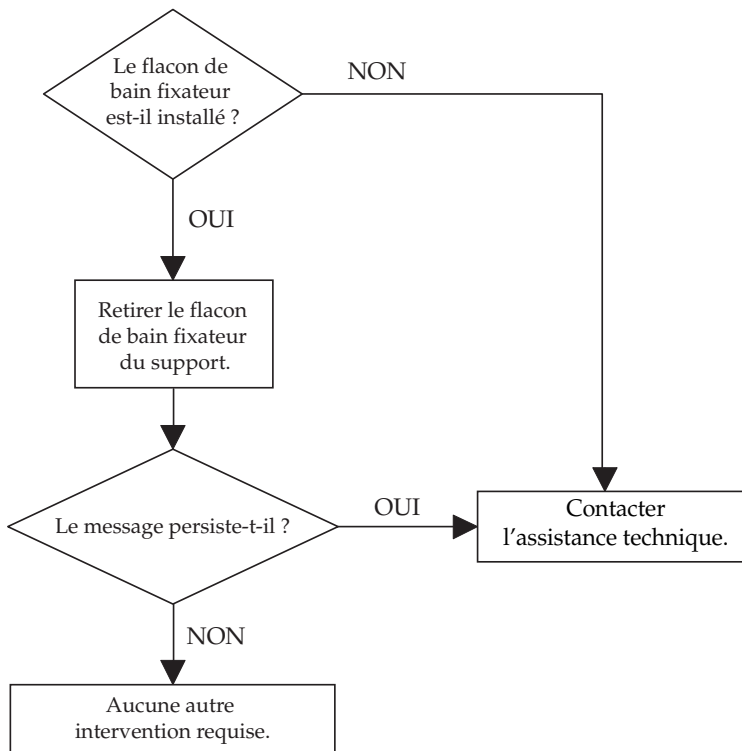 Le flacon de
bain fixateur
est-il installé ?
NON
OUI
Retirer le flacon
de bain fixateur
du support.
Le message persiste-t-il ?
OUI
Contacter
l’assistance technique.
NON
Aucune autre
intervention requise.